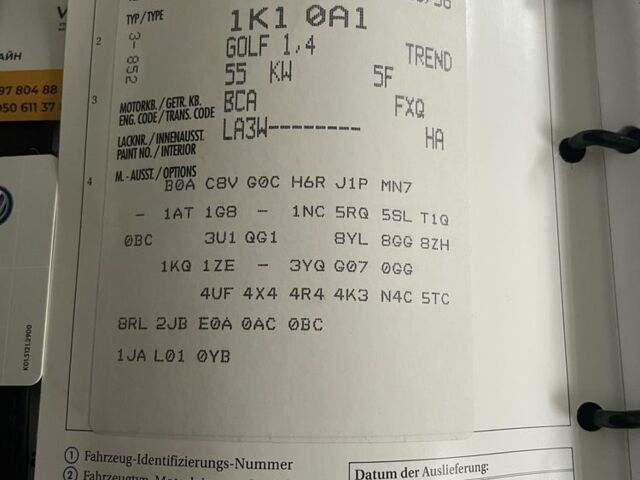 TYP / TYPE 1K1 0A1
3- 852
2 GOLF 1,4 TREND
55 KW 5F
3 MOTORKB. / GETR. KB. BCA FXQ
ENG. CODE / TRANS. CODE
LACKNR. / INNENAUSST. LA3W-------- HA
PAINT NO. / INTERIOR
4 M. - AUSST. / OPTIONS
B0A C8V G0C H6R J1P MN7
- 1AT 1G8 - 1NC 5RQ 5SL T1Q
0BC 3U1 QG1 8YL 8GG 8ZH
1KQ 1ZE - 3YQ G07 0GG
4UF 4X4 4R4 4K3 N4C 5TC
8RL 2JB E0A 0AC 0BC
1JA L01 0YB
1 Fahrzeug-Identifizierungs-Nummer
2
Datum der Auslieferung:
97 804 88
050 611 37
K01.5121.2900